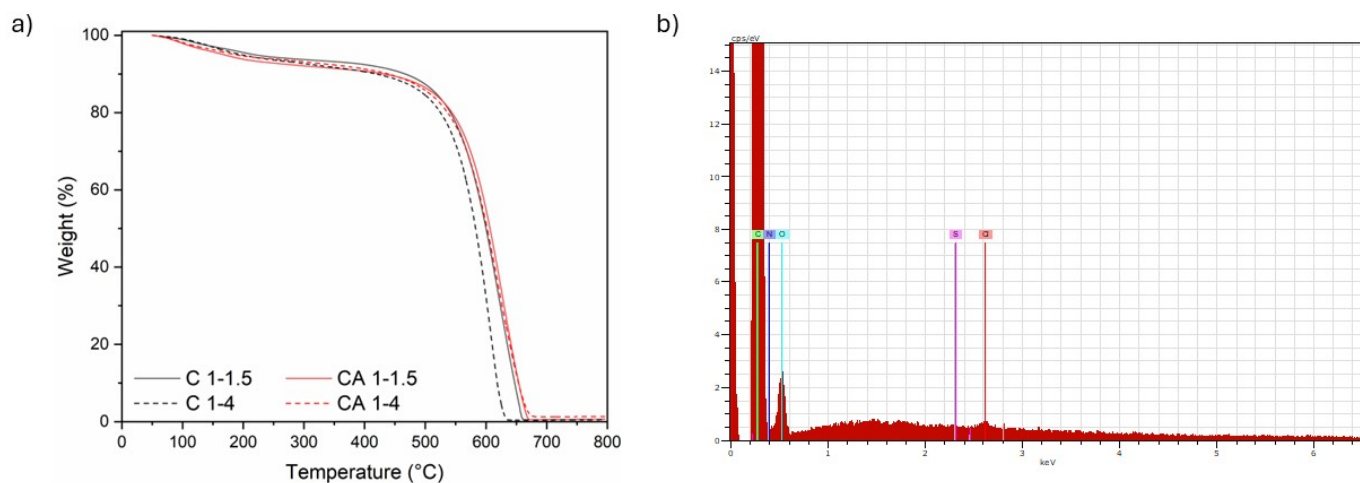 a)
100
80
60
40
20
0
Weight (%)
C 1-1.5
CA 1-1.5
C 1-4
CA 1-4
0 100 200 300 400 500 600 700 800
Temperature (°C)
b)
cps/eV
14
12
10
8
6
4
2
0
C N O S Cl
0 1 2 3 4 5 6
keV